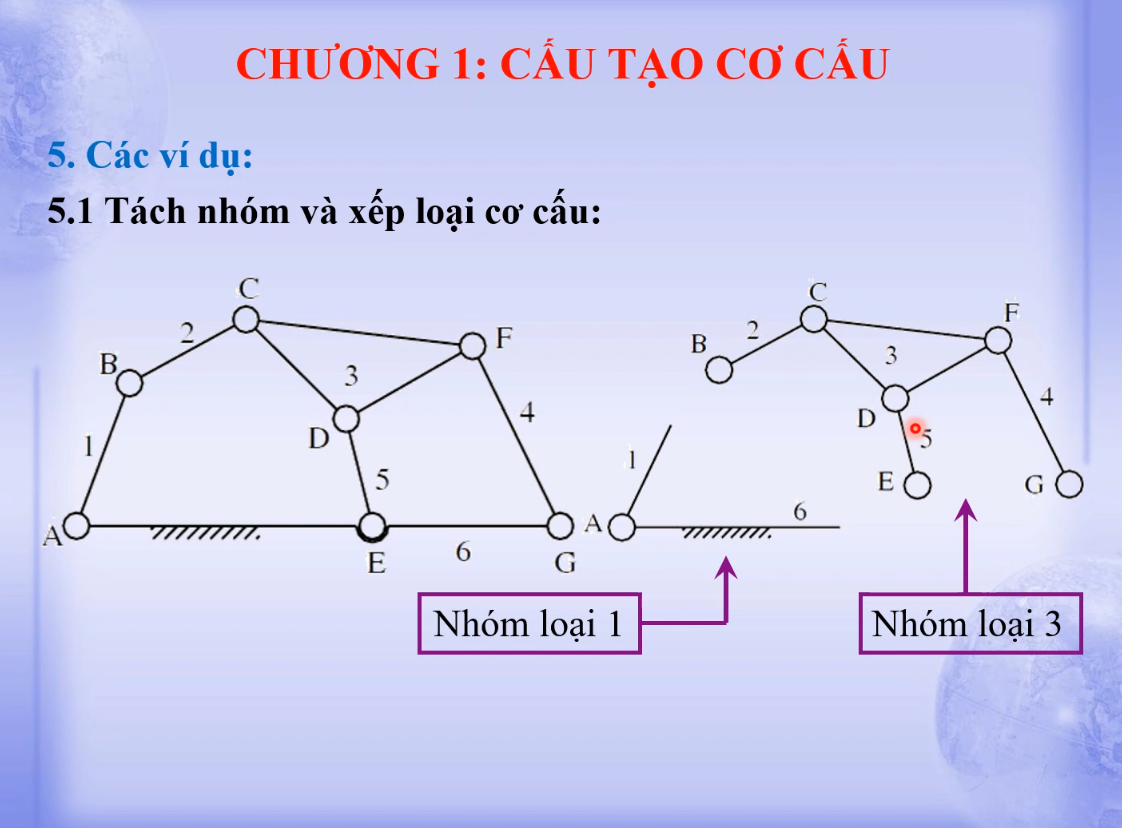 CHƯƠNG 1: CẤU TẠO CƠ CẤU
5. Các ví dụ:
5.1 Tách nhóm và xếp loại cơ cấu:
C
2
B
F
3
1
D
4
5
A
E
6
G
C
F
B
2
3
D
4
1
5
E
G
A
6
Nhóm loại 1
Nhóm loại 3